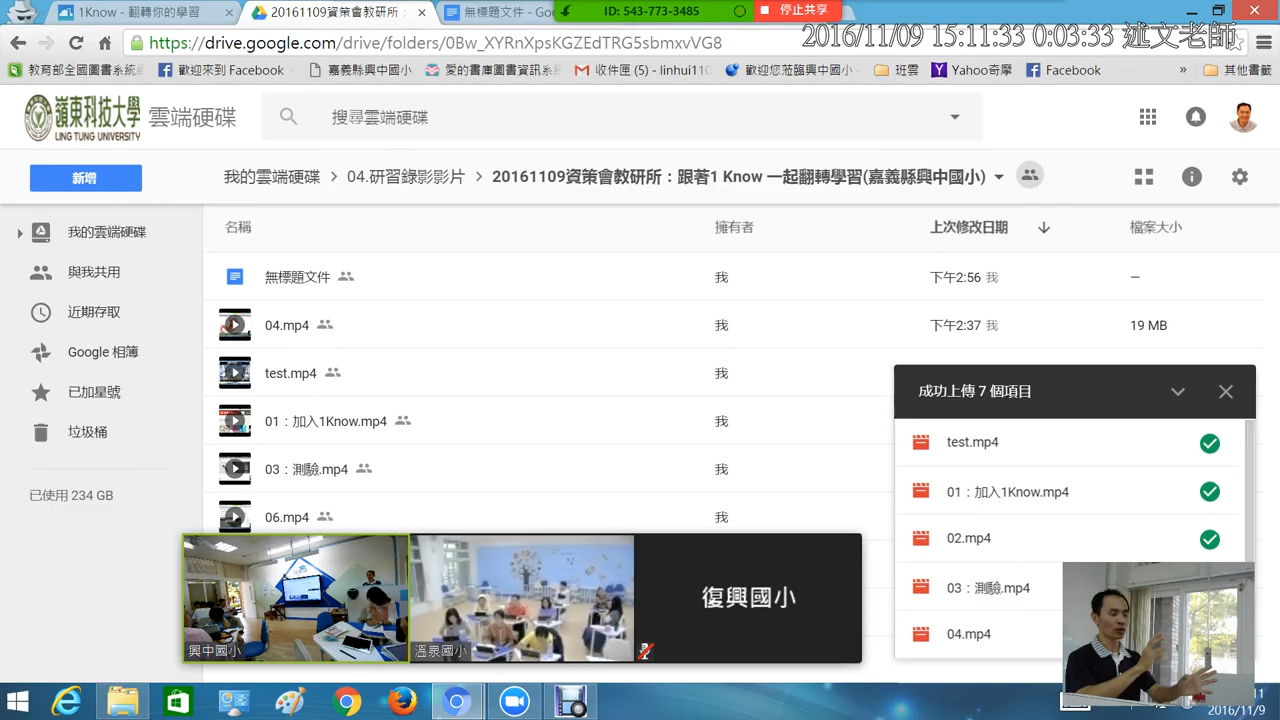 1Know - 翻轉你的學習
20161109資策會教研所：
無標題文件 - Goo
ID: 543-773-3485
停止共享
https://drive.google.com/drive/folders/0Bw_XYRnXpsKGZEdTRG5sbmxvVG8
2016/11/09 15:11:33 0:03:33 述文老師
教育部全國圖書系統
歡迎來到 Facebook
嘉義縣興中國小
愛的書庫圖書資訊系統
收件匣 (5) - linhui110
歡迎您蒞臨興中國小
班雲
Yahoo奇摩
Facebook
»
其他書籤
嶺東科技大學
LING TUNG UNIVERSITY
雲端硬碟
搜尋雲端硬碟
新增
我的雲端硬碟 > 04.研習錄影影片 > 20161109資策會教研所：跟著1 Know 一起翻轉學習(嘉義縣興中國小)
我的雲端硬碟
與我共用
近期存取
Google 相簿
已加星號
垃圾桶
已使用 234 GB
名稱 擁有者 上次修改日期 檔案大小
無標題文件 我 下午2:56 我 —
04.mp4 我 下午2:37 我 19 MB
test.mp4 我
01：加入1Know.mp4 我
03：測驗.mp4 我
06.mp4 我
成功上傳 7 個項目
test.mp4
01：加入1Know.mp4
02.mp4
03：測驗.mp4
04.mp4
興中國小
溫泉國小
復興國小
2016/11/9